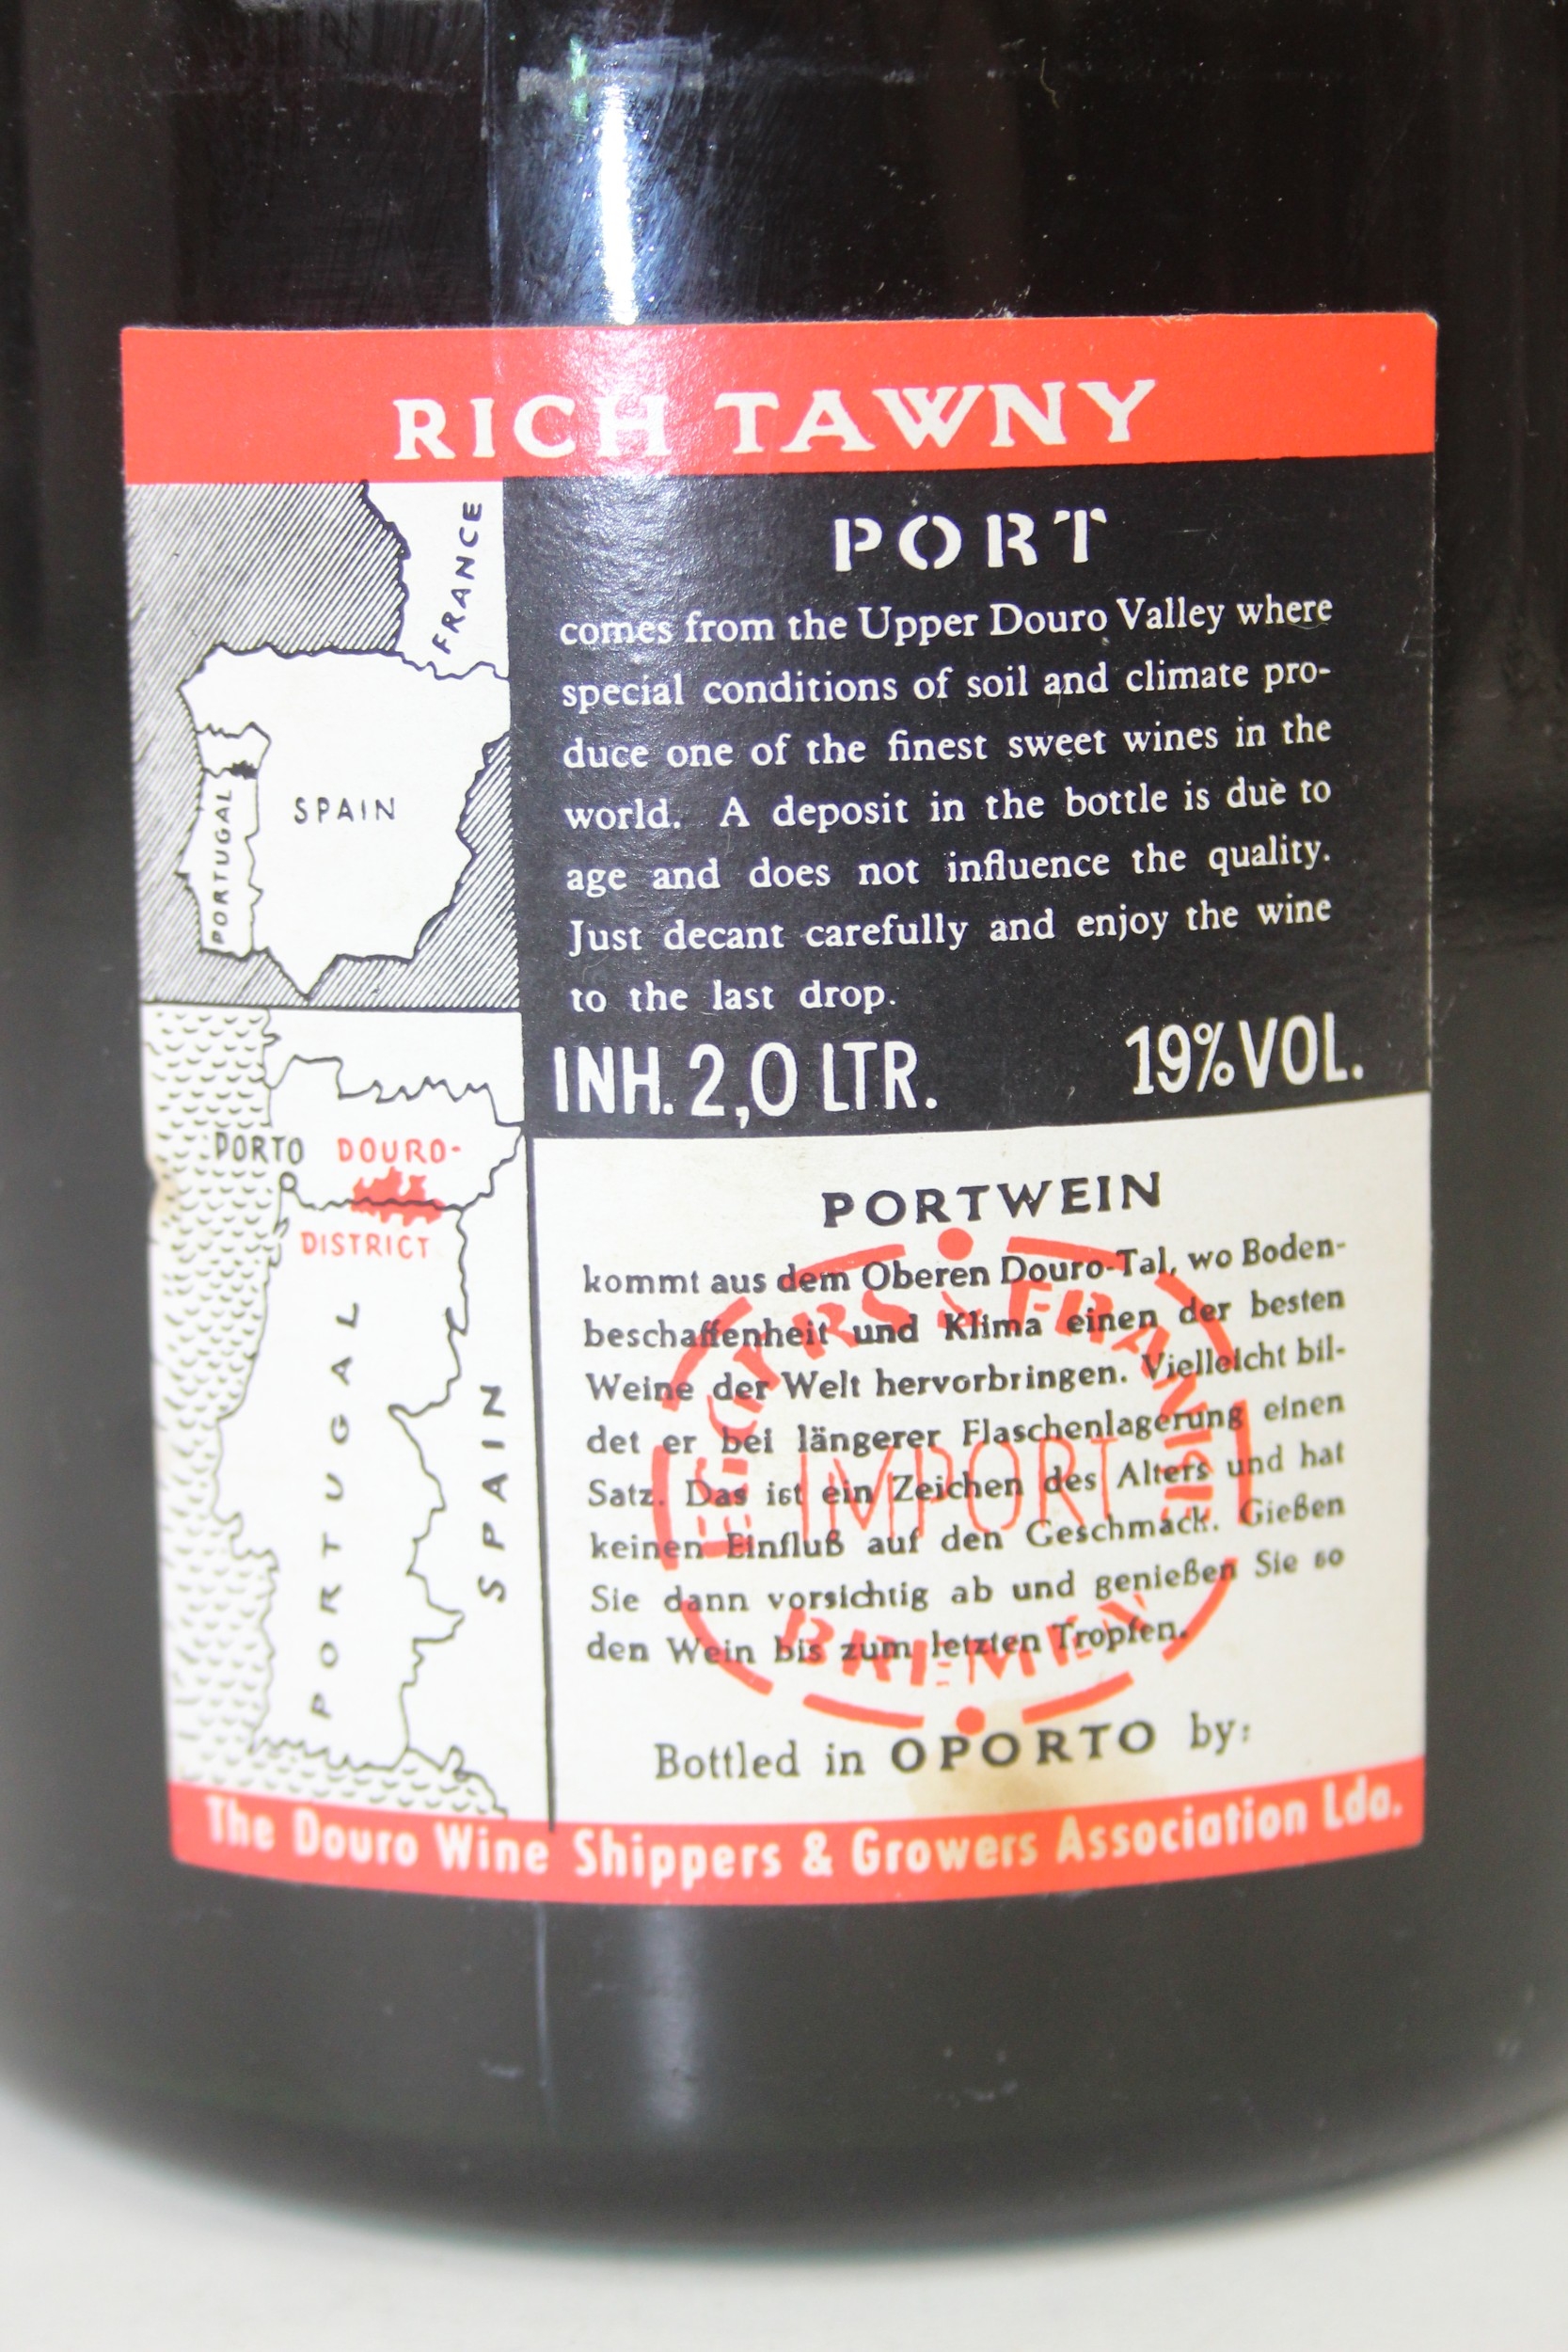 RICH TAWNY
FRANCE
SPAIN
PORTUGAL
PORT
comes from the Upper Douro Valley where
special conditions of soil and climate pro-
duce one of the finest sweet wines in the
world. A deposit in the bottle is due to
age and does not influence the quality.
Just decant carefully and enjoy the wine
to the last drop.
INH. 2,0 LTR. 19% VOL.
PORTO DOURO-
DISTRICT
PORTUGAL
SPAIN
PORTWEIN
kommt aus dem Oberen Douro-Tal, wo Boden-
beschaffenheit und Klima einen der besten
Weine der Welt hervorbringen. Vielleicht bil-
det er bei längerer Flaschenlagerung einen
Satz. Das ist ein Zeichen des Alters und hat
keinen Einfluß auf den Geschmack. Gießen
Sie dann vorsichtig ab und genießen Sie so
den Wein bis zum letzten Tropfen.
EGGERS & FRANKE
IMPORT
BREMEN
Bottled in OPORTO by:
The Douro Wine Shippers & Growers Association Lda.